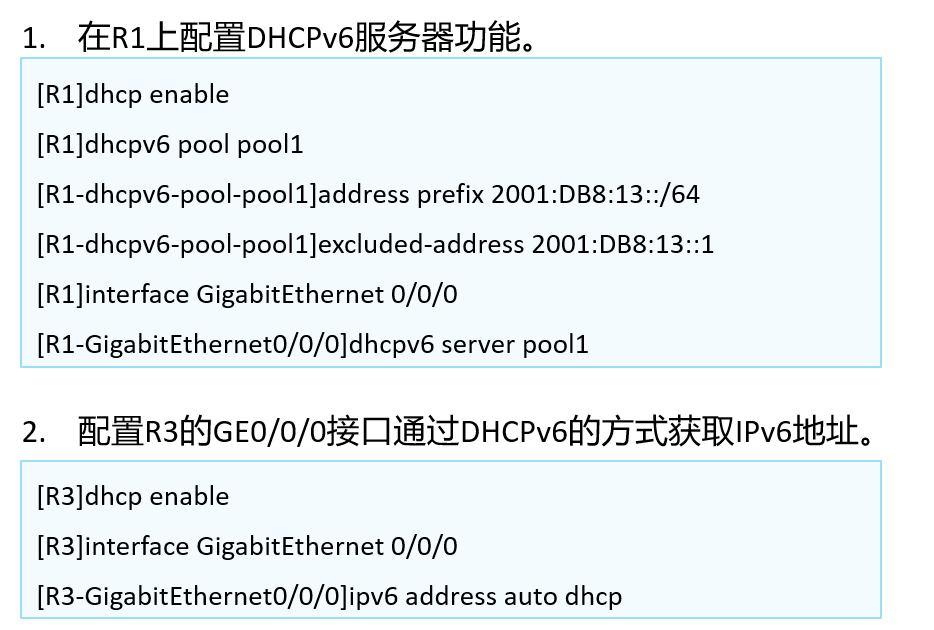 1. 在R1上配置DHCPv6服务器功能。
[R1]dhcp enable
[R1]dhcpv6 pool pool1
[R1-dhcpv6-pool-pool1]address prefix 2001:DB8:13::/64
[R1-dhcpv6-pool-pool1]excluded-address 2001:DB8:13::1
[R1]interface GigabitEthernet 0/0/0
[R1-GigabitEthernet0/0/0]dhcpv6 server pool1
2. 配置R3的GE0/0/0接口通过DHCPv6的方式获取IPv6地址。
[R3]dhcp enable
[R3]interface GigabitEthernet 0/0/0
[R3-GigabitEthernet0/0/0]ipv6 address auto dhcp